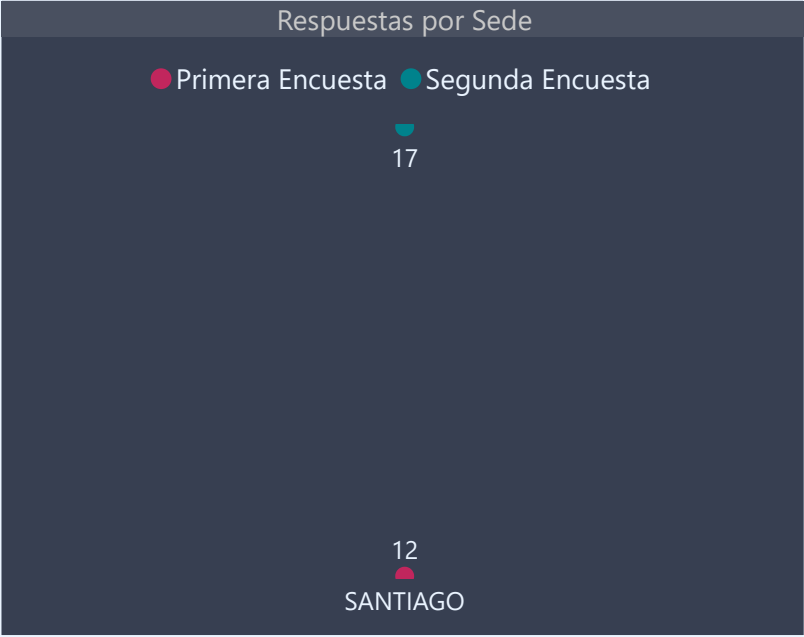 Respuestas por Sede
Primera Encuesta Segunda Encuesta
17
12
SANTIAGO